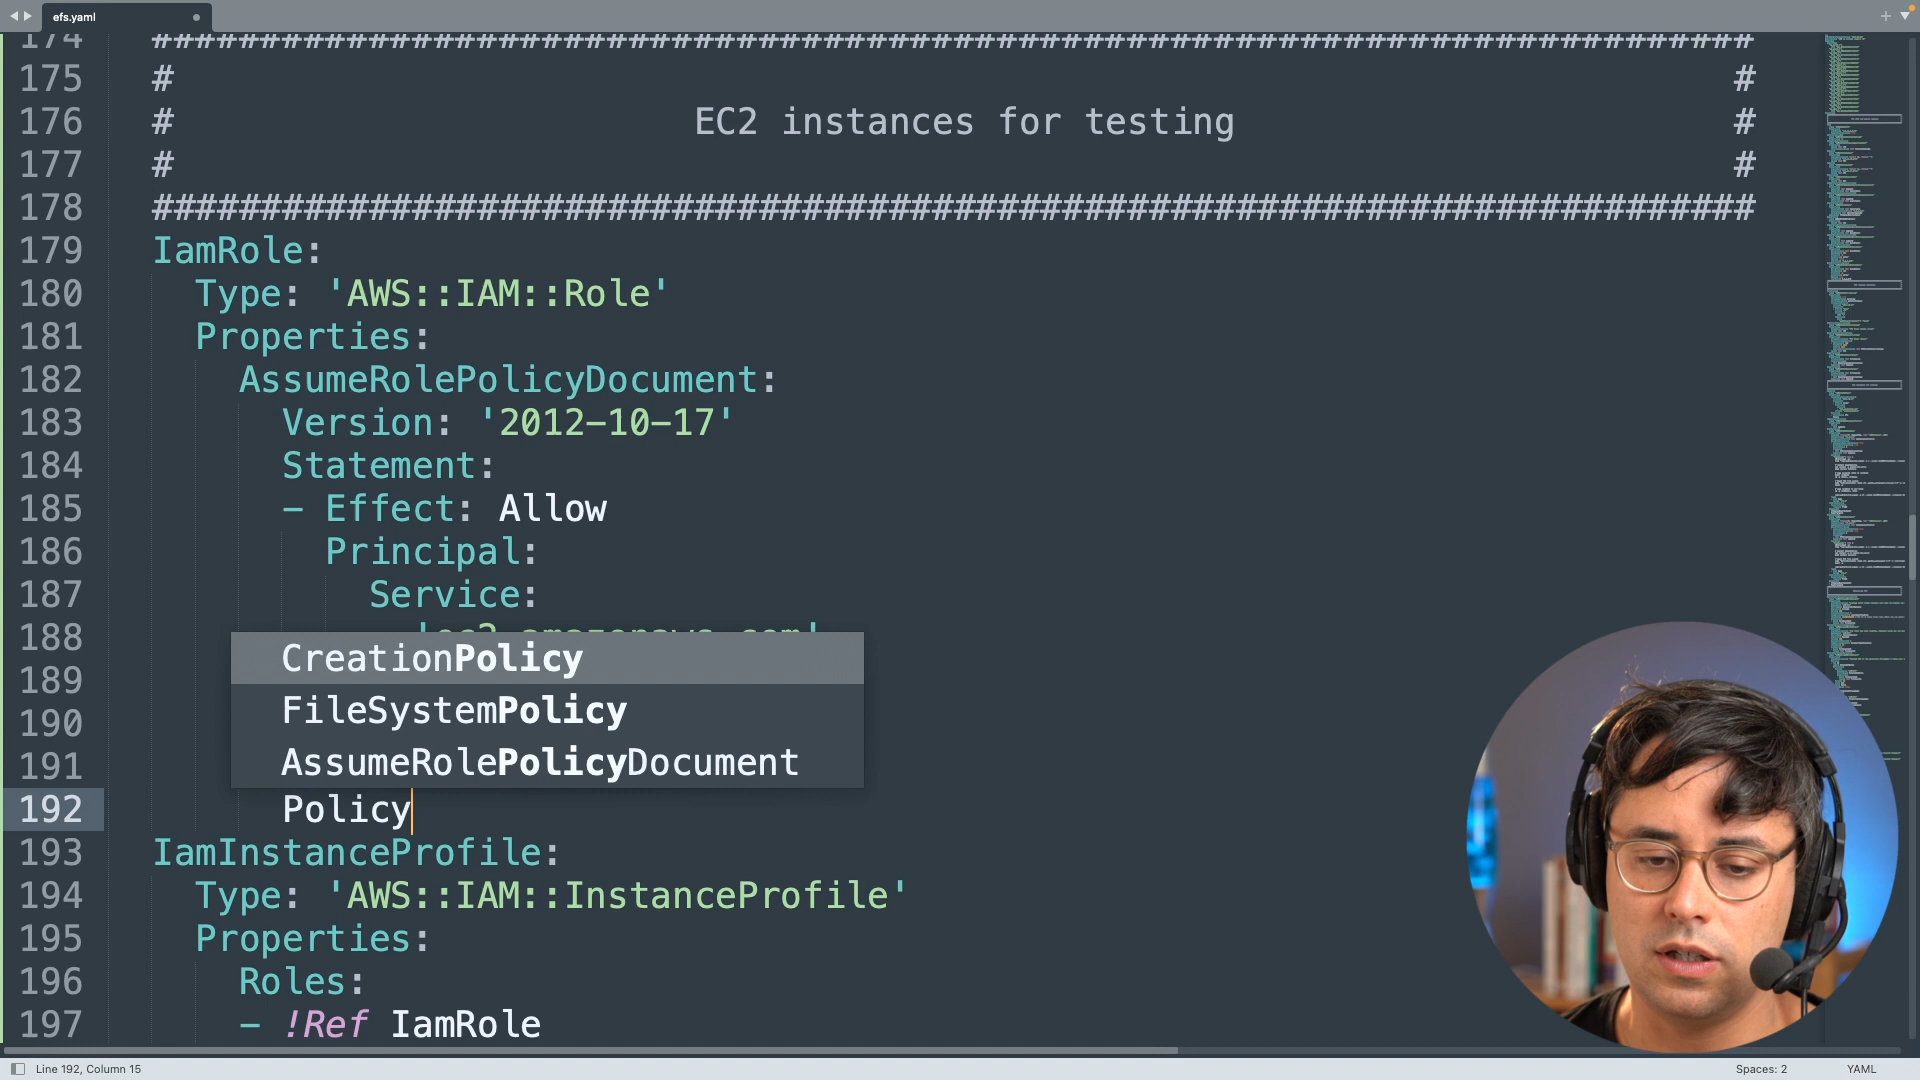 efs.yaml
174 ##########################################################################
175 # #
176 # EC2 instances for testing #
177 # #
178 ##########################################################################
179 IamRole:
180 Type: 'AWS::IAM::Role'
181 Properties:
182 AssumeRolePolicyDocument:
183 Version: '2012-10-17'
184 Statement:
185 - Effect: Allow
186 Principal:
187 Service:
188
CreationPolicy
189
FileSystemPolicy
190
191
AssumeRolePolicyDocument
192 Policy
193 IamInstanceProfile:
194 Type: 'AWS::IAM::InstanceProfile'
195 Properties:
196 Roles:
197 - !Ref IamRole
Line 192, Column 15
Spaces: 2
YAML